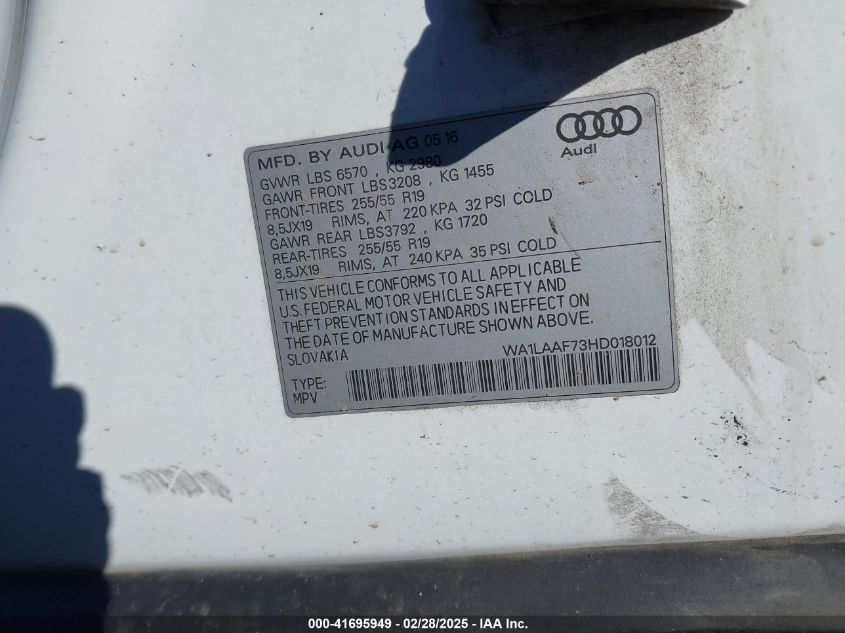 MFD. BY AUDI AG 05 16
Audi
GVWR LBS 6570 , KG 2980
GAWR FRONT LBS3208 , KG 1455
FRONT-TIRES 255/55 R19
8,5JX19 RIMS, AT 220 KPA 32 PSI COLD
GAWR REAR LBS3792 , KG 1720
REAR-TIRES 255/55 R19
8,5JX19 RIMS, AT 240 KPA 35 PSI COLD
THIS VEHICLE CONFORMS TO ALL APPLICABLE
U.S. FEDERAL MOTOR VEHICLE SAFETY AND
THEFT PREVENTION STANDARDS IN EFFECT ON
THE DATE OF MANUFACTURE SHOWN ABOVE.
SLOVAKIA
WA1LAAF73HD018012
TYPE:
MPV
000-41695949 - 02/28/2025 - IAA Inc.